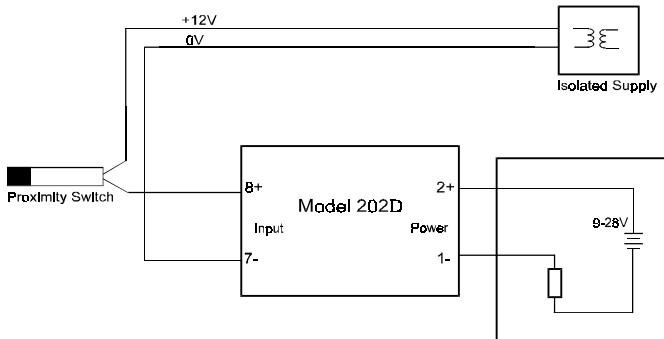 +12V
0V
Isolated Supply
Proximity Switch
8+
Model 202D
2+
Input
Power
9-28V
7-
1-